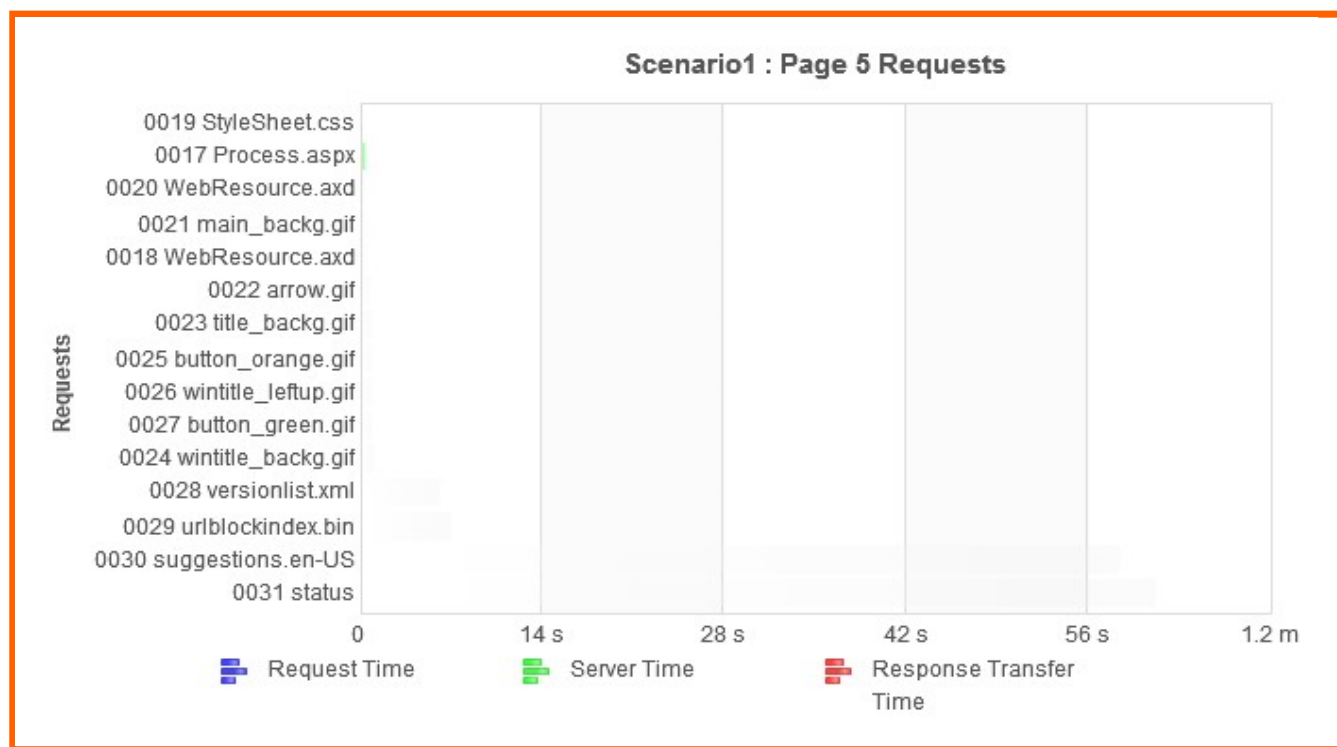 Scenario1 : Page 5 Requests
Requests
0019 StyleSheet.css
0017 Process.aspx
0020 WebResource.axd
0021 main_backg.gif
0018 WebResource.axd
0022 arrow.gif
0023 title_backg.gif
0025 button_orange.gif
0026 wintitle_leftup.gif
0027 button_green.gif
0024 wintitle_backg.gif
0028 versionlist.xml
0029 urlblockindex.bin
0030 suggestions.en-US
0031 status
0 14 s 28 s 42 s 56 s 1.2 m
Request Time Server Time Response Transfer
Time